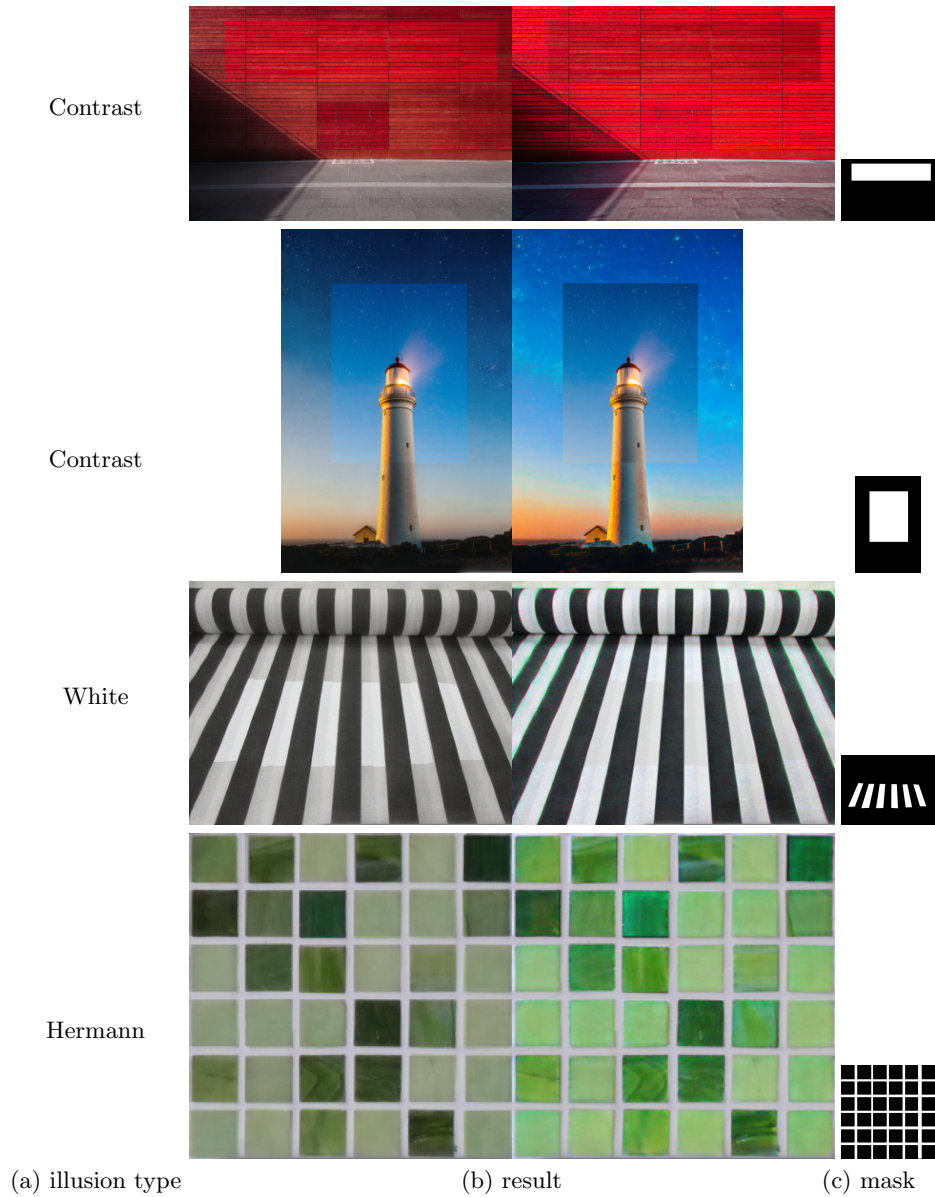 Contrast
Contrast
White
Hermann
(a) illusion type
(b) result
(c) mask